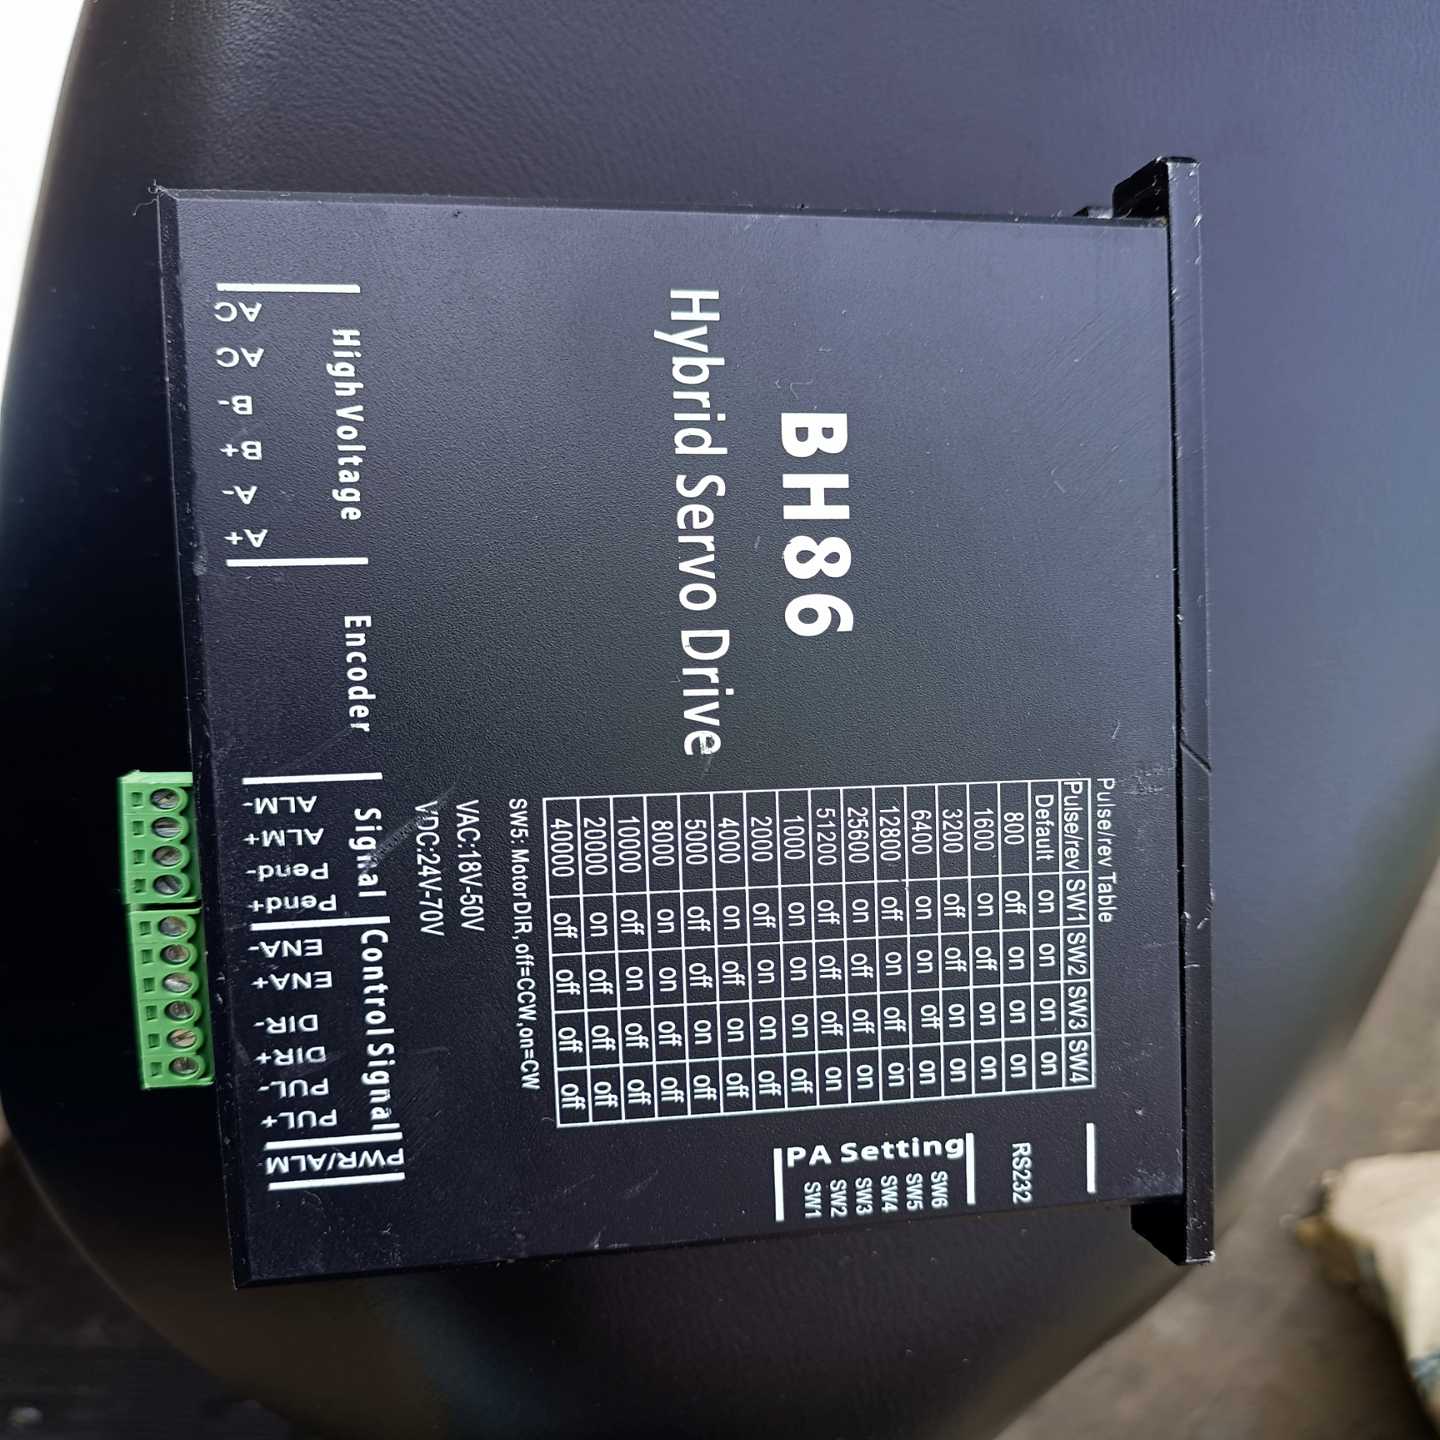 BH86
Hybrid Servo Drive
Pulse/rev Table
Pulse/rev SW1 SW2 SW3 SW4
Default on on on on
800 off on on on
1600 on off on on
3200 off off on on
6400 on on off on
12800 off on off on
25600 on off off on
51200 off off off on
1000 on on on off
2000 off on on off
4000 on off on off
5000 off off on off
8000 on on off off
10000 off on off off
20000 on off off off
40000 off off off off
SW5: Motor DIR, off=CCW,on=CW
VAC:18V-50V
VDC:24V-70V
RS232
PA Setting
SW6
SW5
SW4
SW3
SW2
SW1
High Voltage
AC
AC
B-
B+
A-
A+
Encoder
Signal
ALM-
ALM+
Pend-
Pend+
Control Signal
ENA-
ENA+
DIR-
DIR+
PUL-
PUL+
PWR/ALM